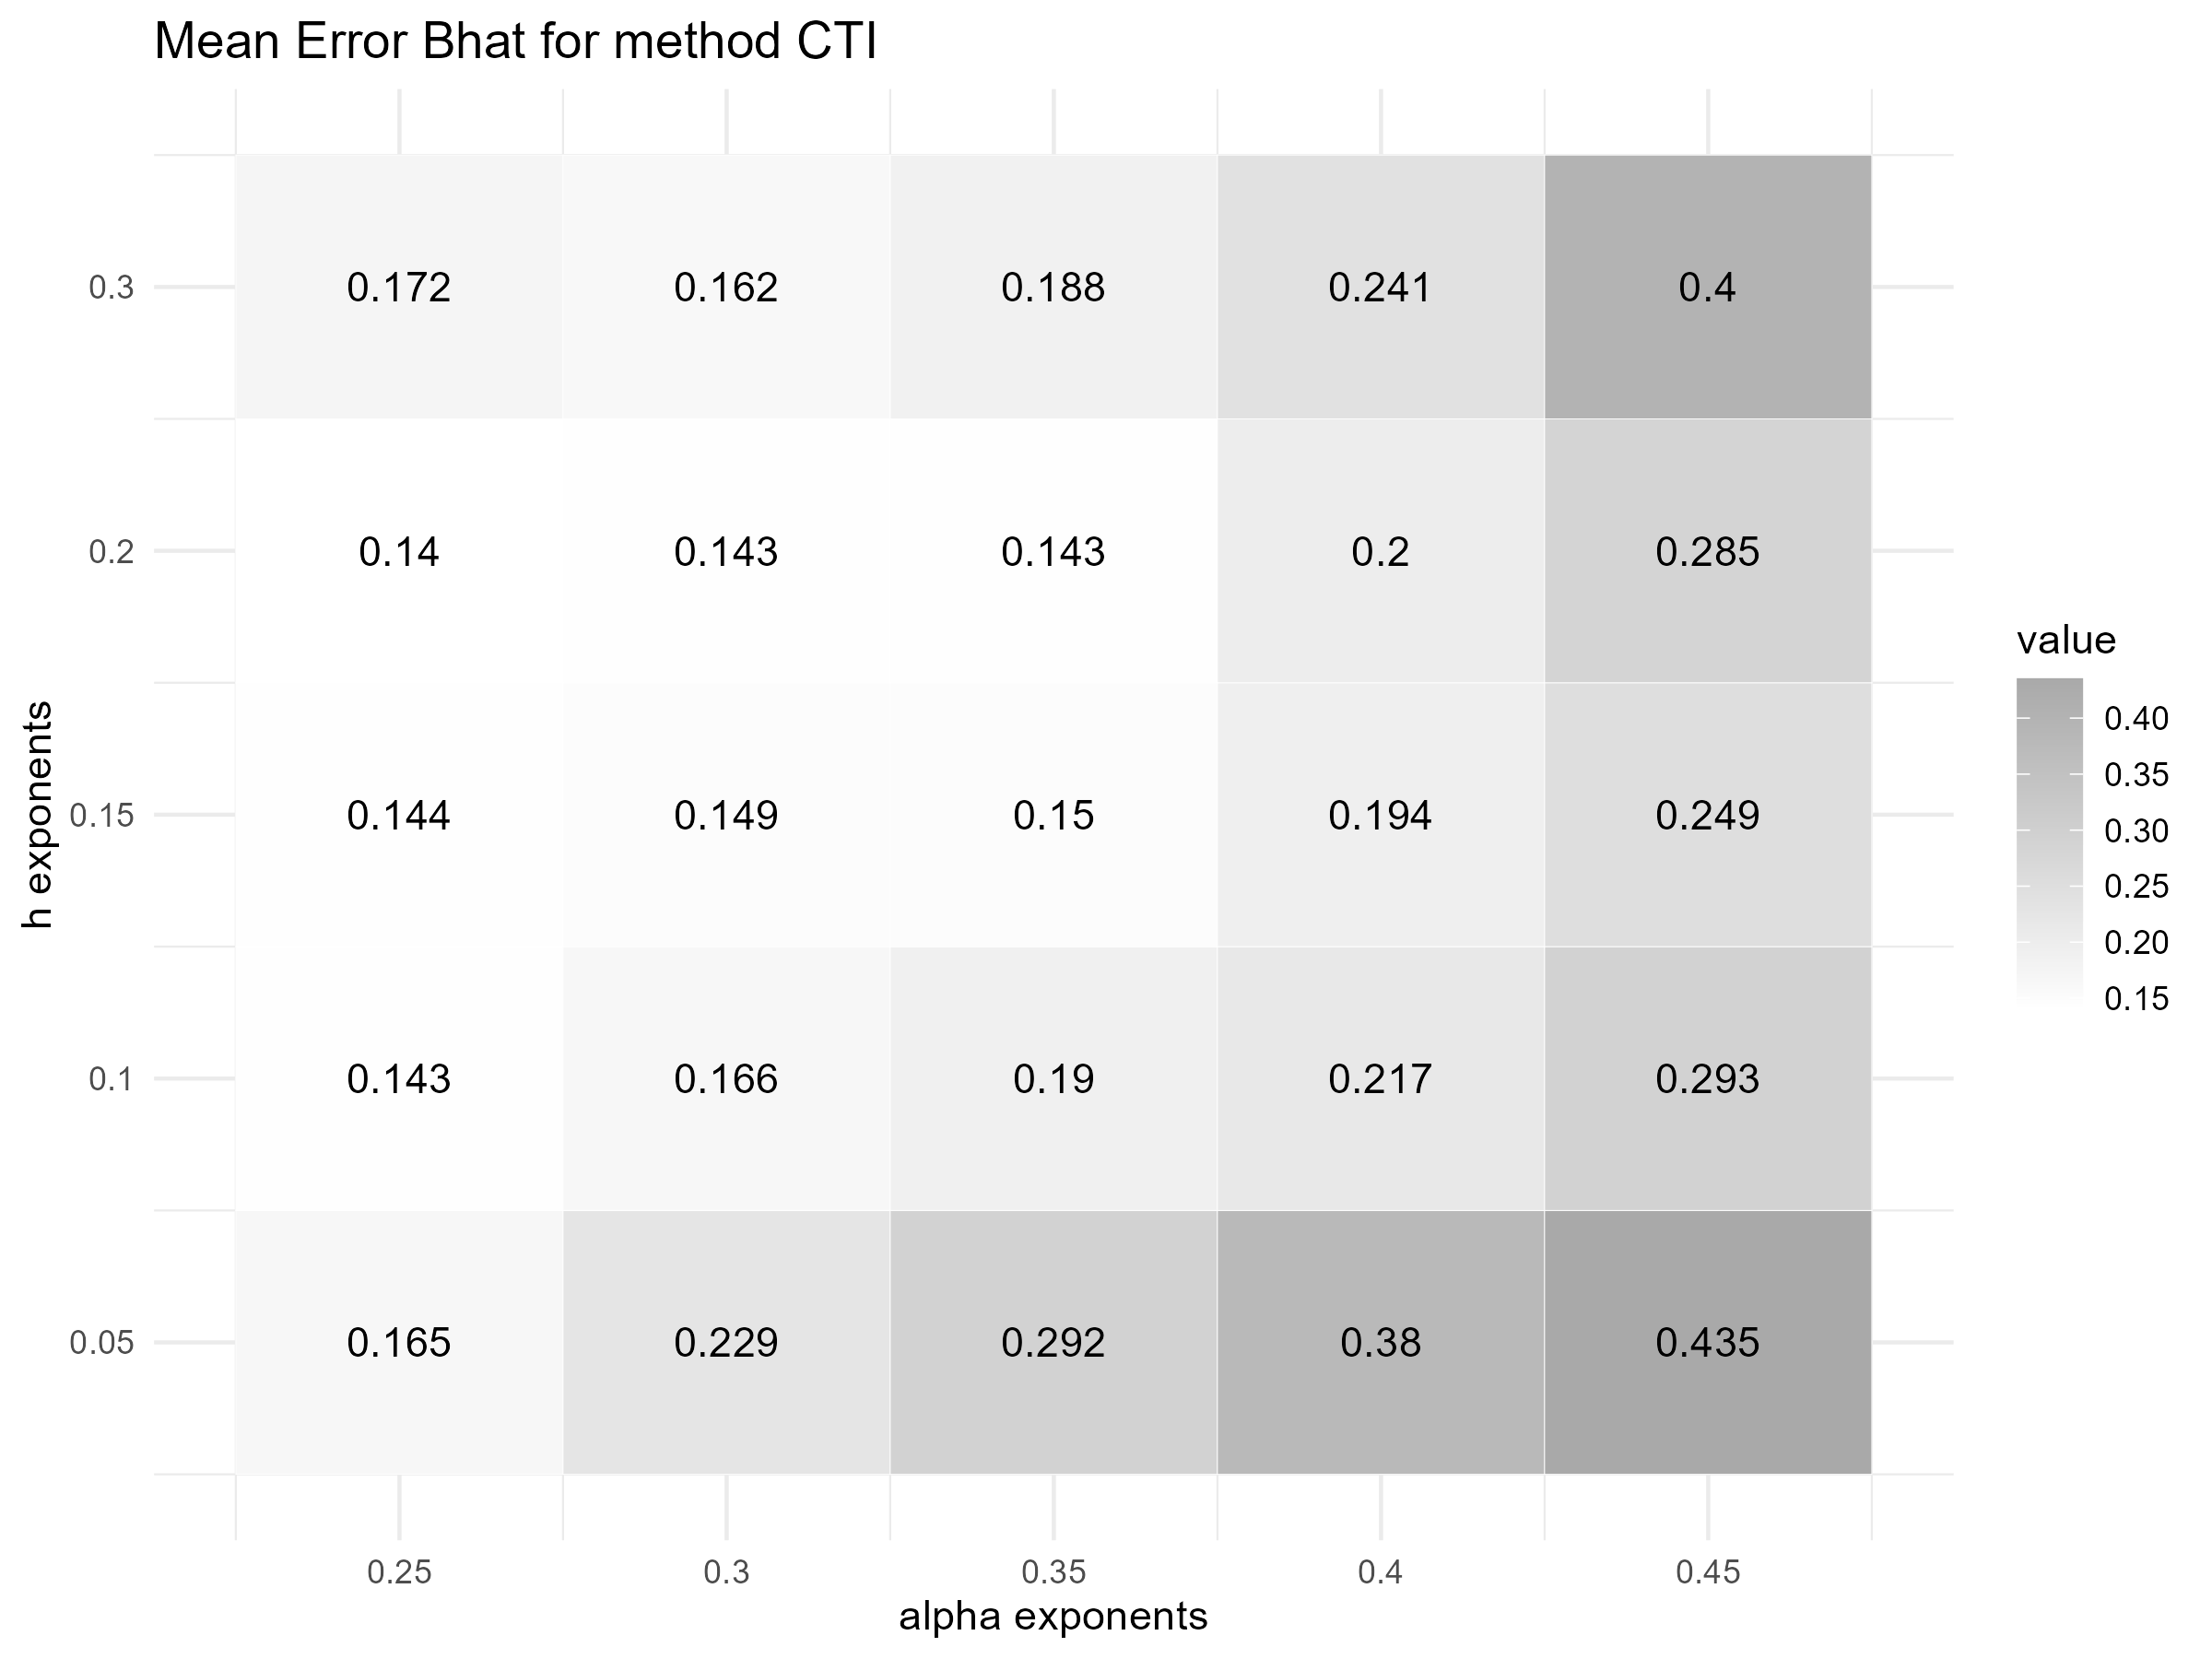 Mean Error Bhat for method CTI
0.3
0.172 0.162 0.188 0.241 0.4
0.2
0.14 0.143 0.143 0.2 0.285
h exponents
0.15
0.144 0.149 0.15 0.194 0.249
0.1
0.143 0.166 0.19 0.217 0.293
0.05
0.165 0.229 0.292 0.38 0.435
0.25 0.3 0.35 0.4 0.45
alpha exponents
value
0.40
0.35
0.30
0.25
0.20
0.15